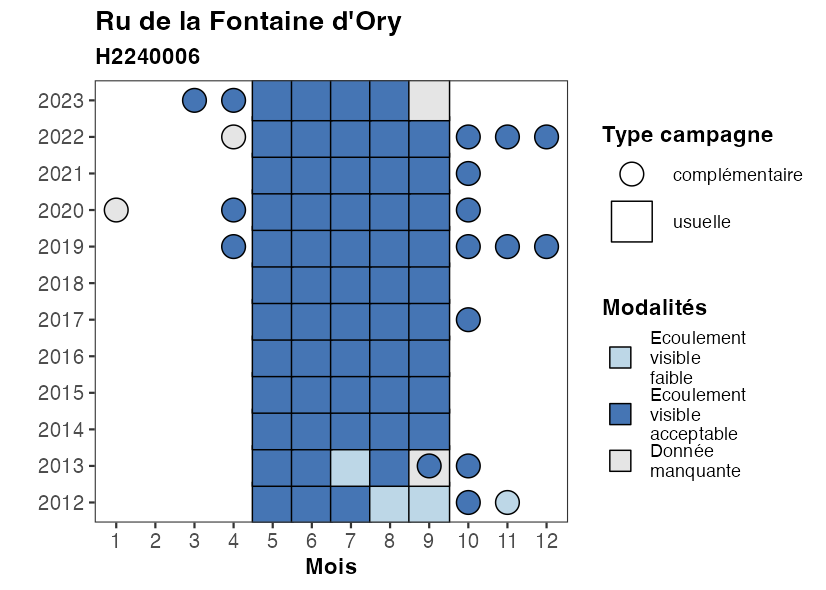 Ru de la Fontaine d'Ory
H2240006
2023
2022
2021
2020
2019
2018
2017
2016
2015
2014
2013
2012
1 2 3 4 5 6 7 8 9 10 11 12
Mois
Type campagne
complémentaire
usuelle
Modalités
Ecoulement
visible
faible
Ecoulement
visible
acceptable
Donnée
manquante